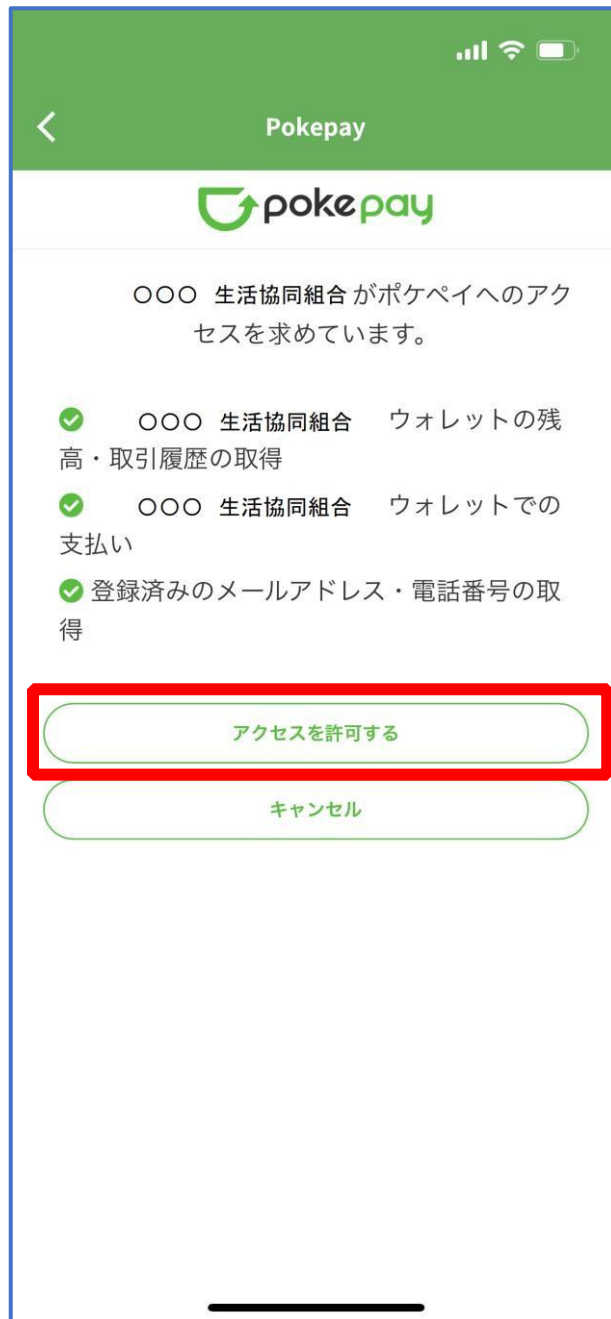 Pokepay
pokepay
○○○ 生活協同組合がポケペイへのアク
セスを求めています。
○○○ 生活協同組合 ウォレットの残
高・取引履歴の取得
○○○ 生活協同組合 ウォレットでの
支払い
登録済みのメールアドレス・電話番号の取
得
アクセスを許可する
キャンセル